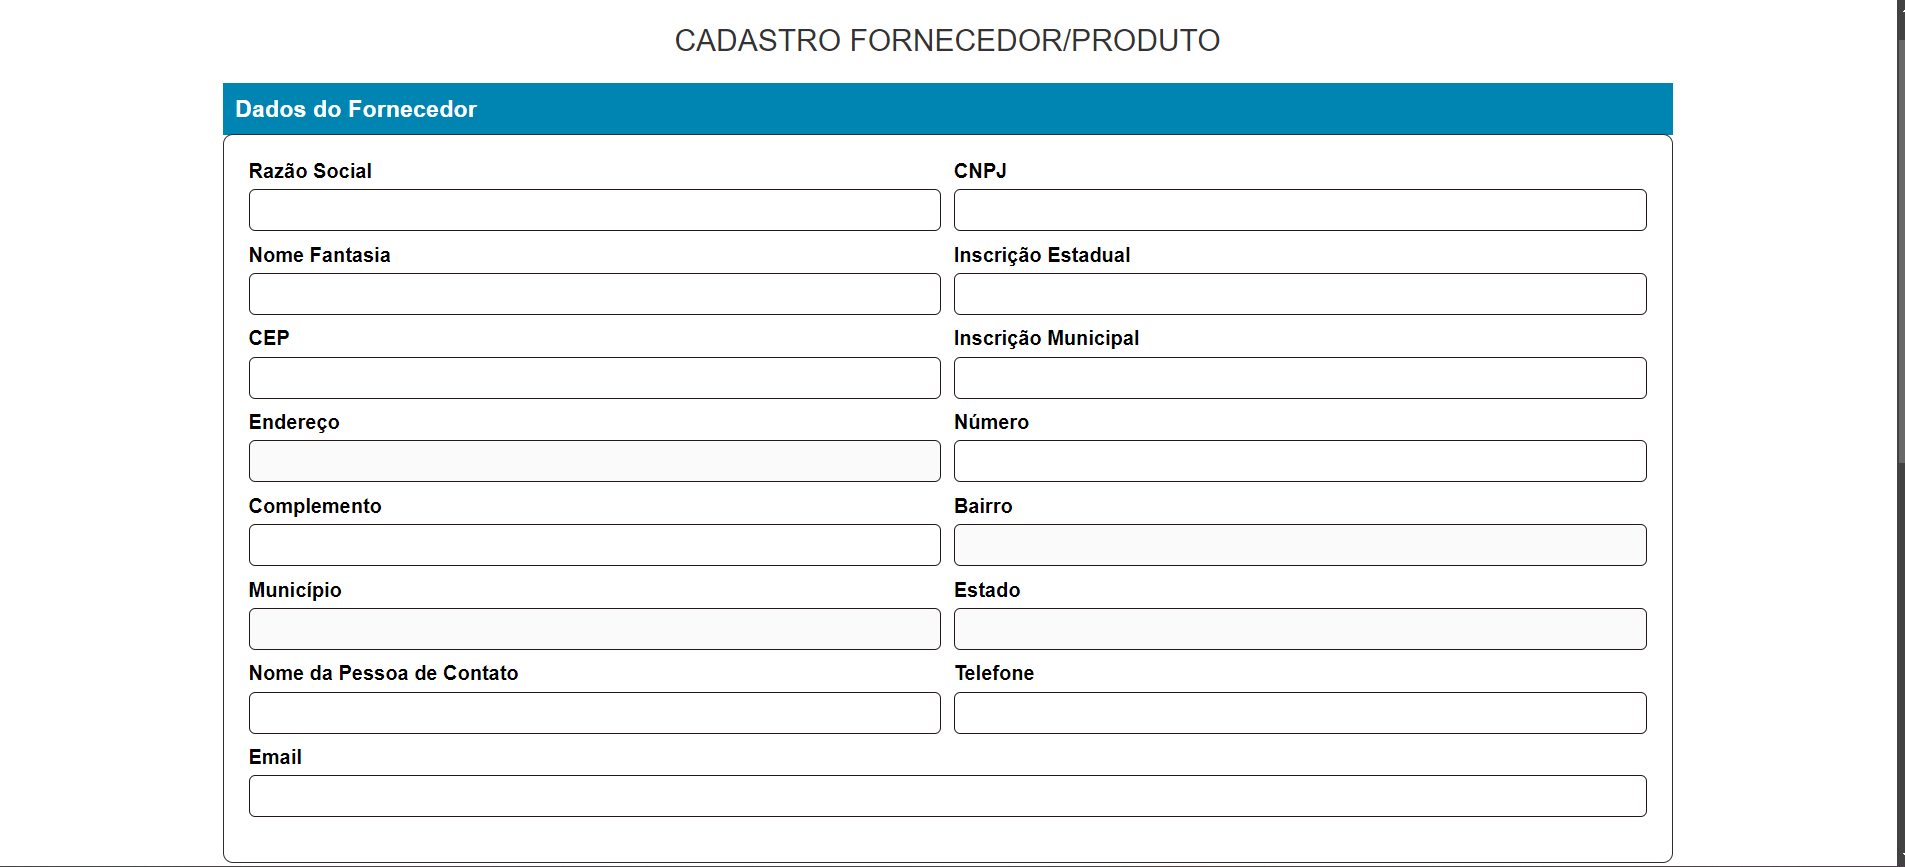 CADASTRO FORNECEDOR/PRODUTO
Dados do Fornecedor
Razão Social
CNPJ
Nome Fantasia
Inscrição Estadual
CEP
Inscrição Municipal
Endereço
Número
Complemento
Bairro
Município
Estado
Nome da Pessoa de Contato
Telefone
Email